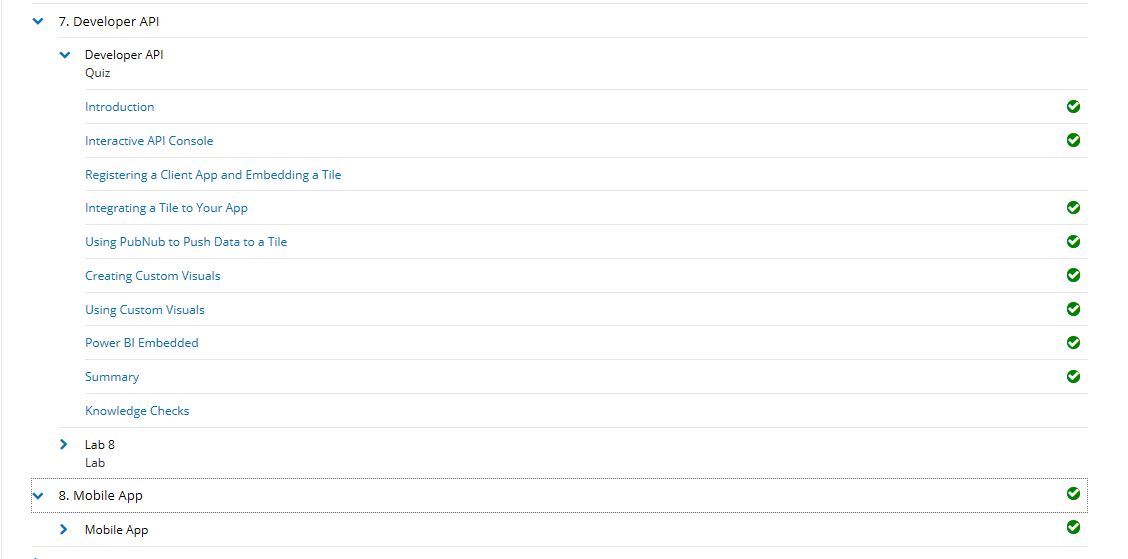 7. Developer API
Developer API
Quiz
Introduction
Interactive API Console
Registering a Client App and Embedding a Tile
Integrating a Tile to Your App
Using PubNub to Push Data to a Tile
Creating Custom Visuals
Using Custom Visuals
Power BI Embedded
Summary
Knowledge Checks
Lab 8
Lab
8. Mobile App
Mobile App